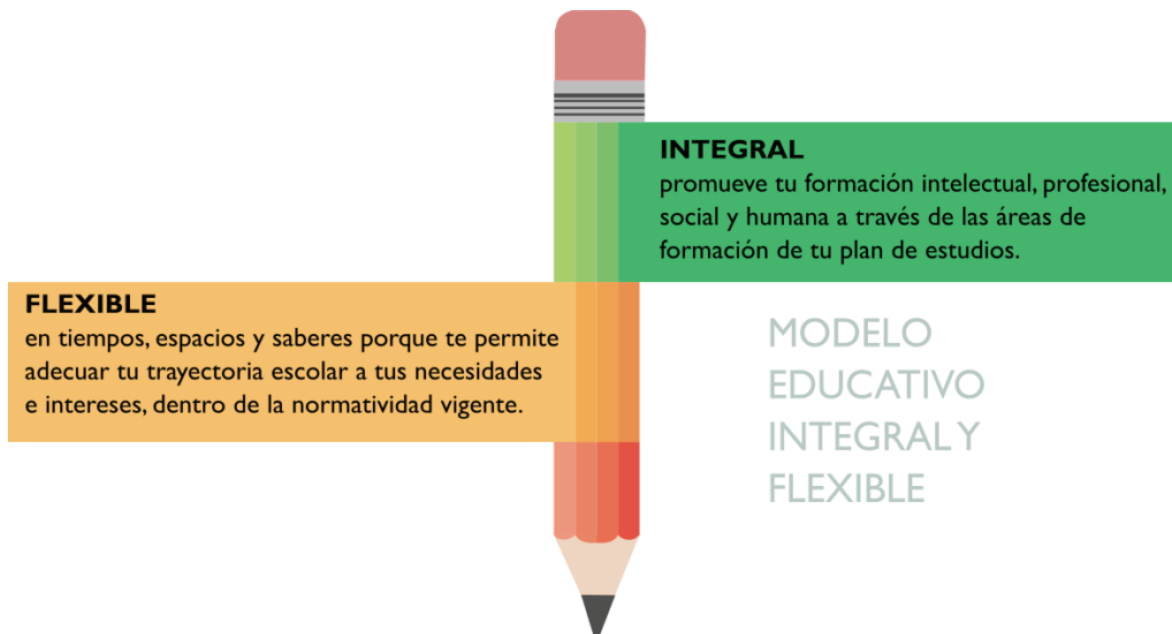 INTEGRAL
promueve tu formación intelectual, profesional,
social y humana a través de las áreas de
formación de tu plan de estudios.
FLEXIBLE
en tiempos, espacios y saberes porque te permite
adecuar tu trayectoria escolar a tus necesidades
e intereses, dentro de la normatividad vigente.
MODELO
EDUCATIVO
INTEGRAL Y
FLEXIBLE